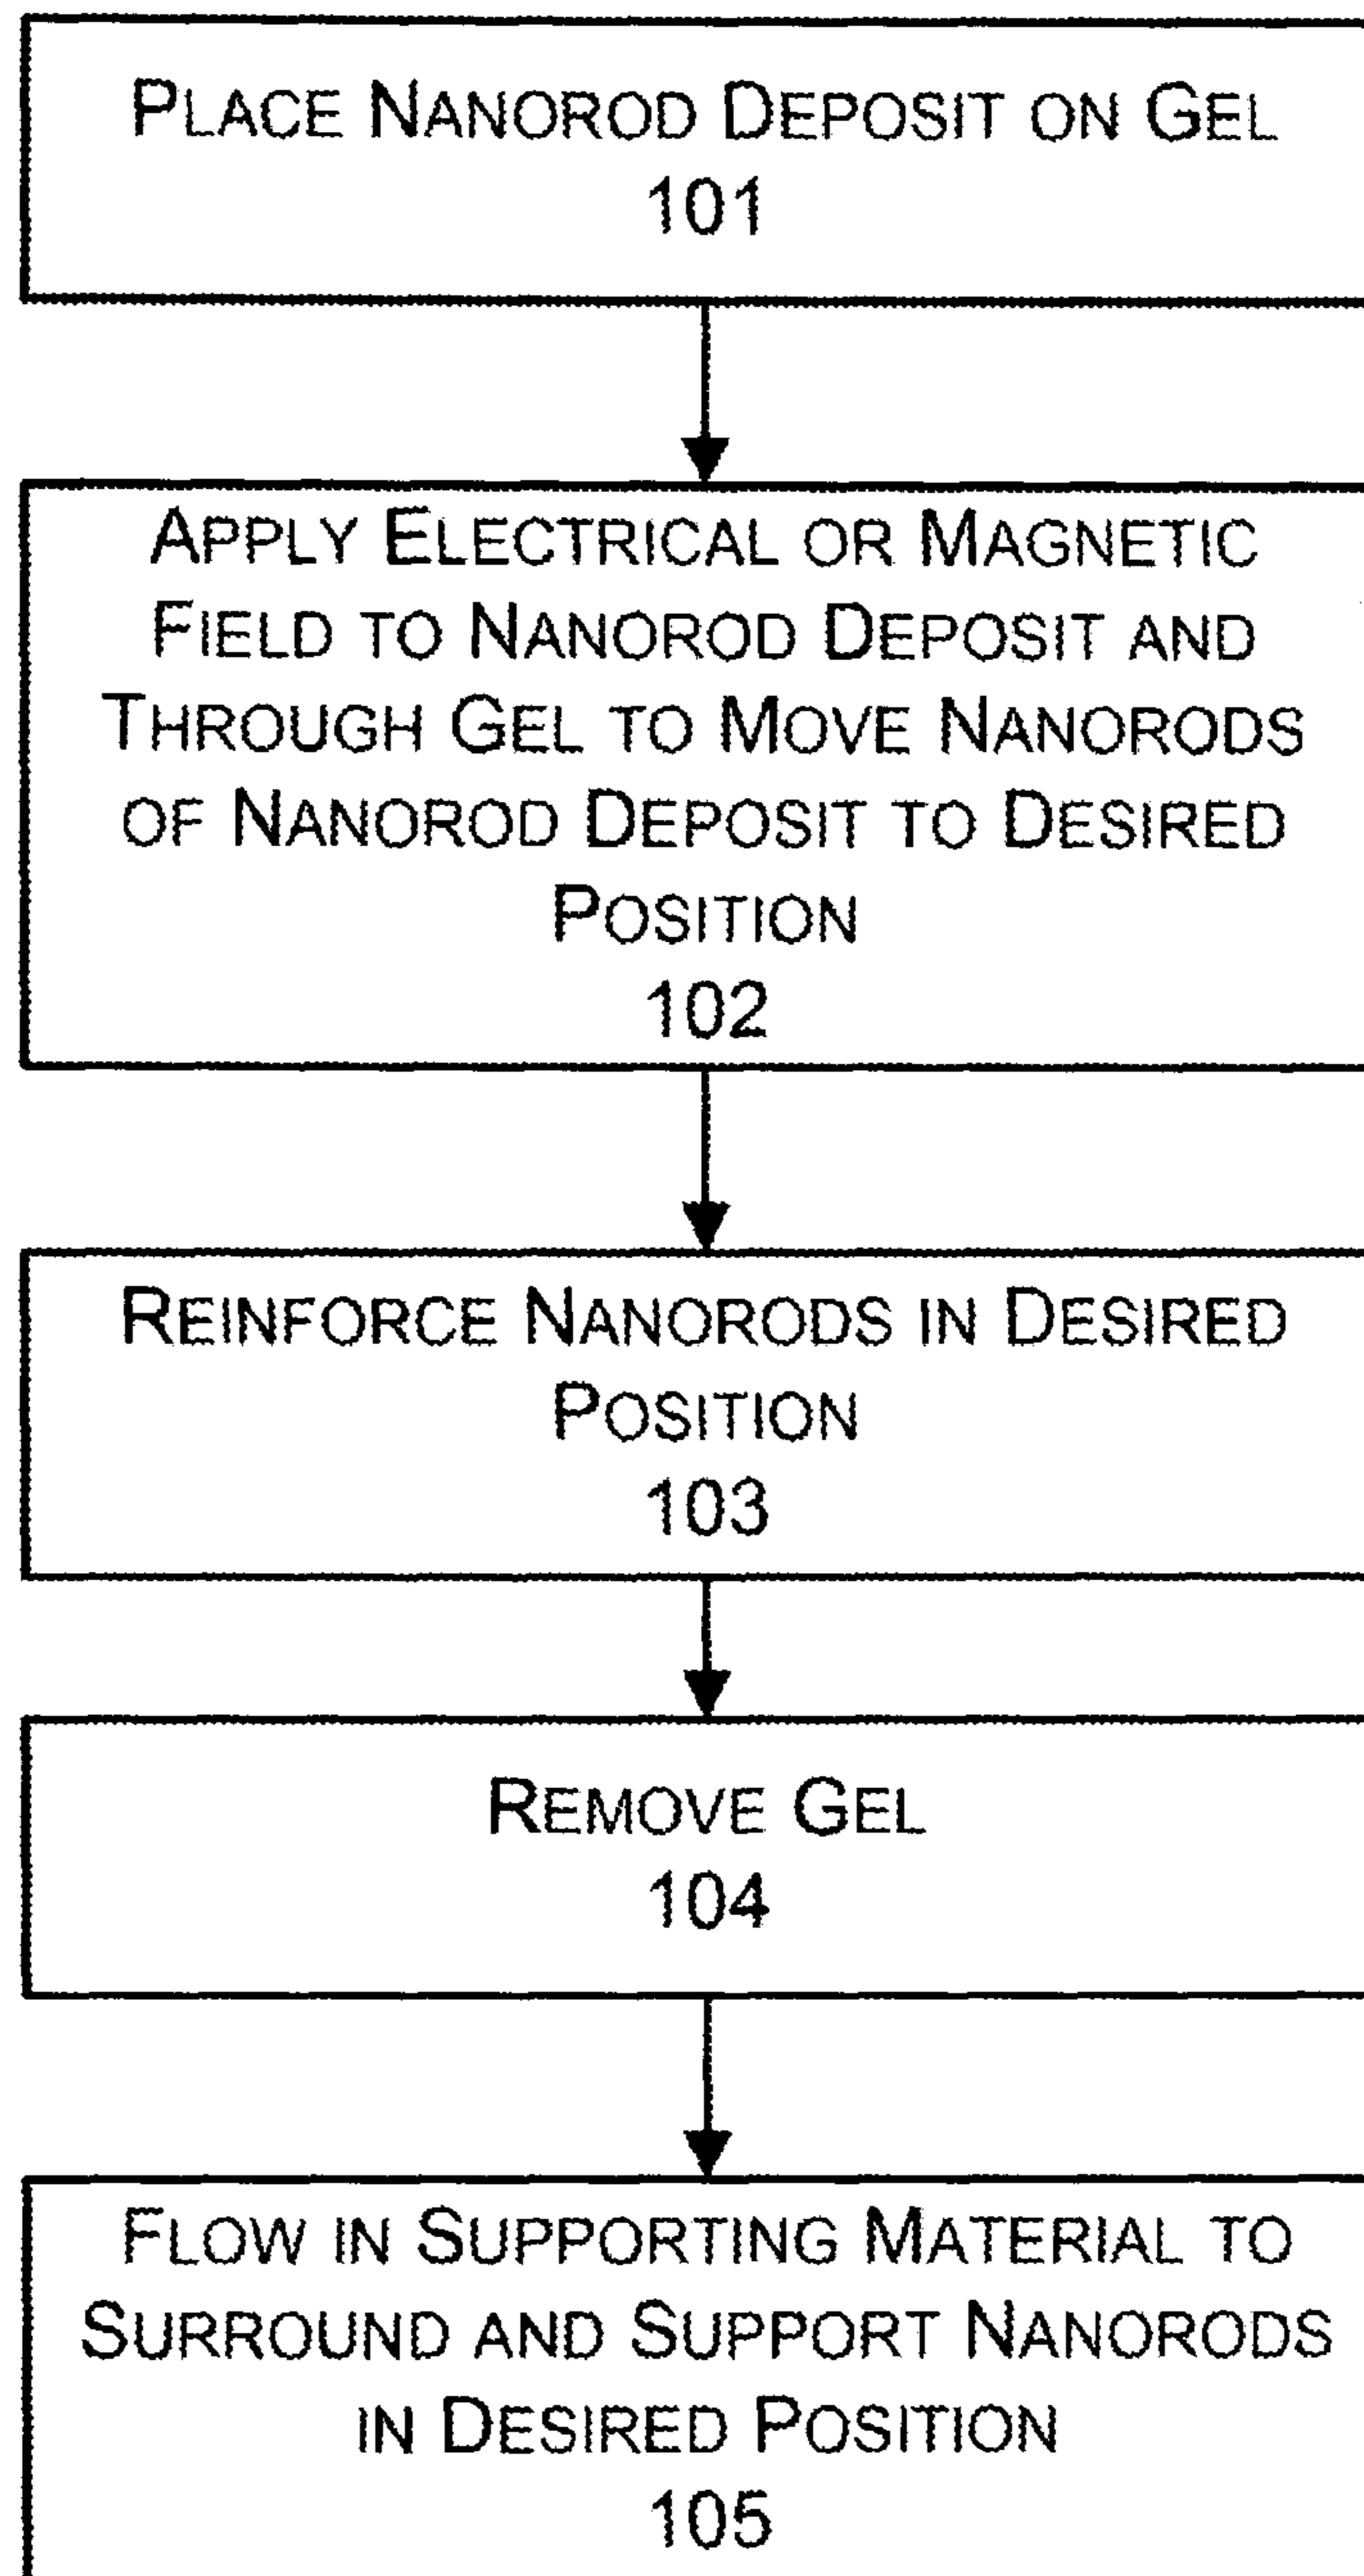 PLACE NANOROD DEPOSIT ON GEL
101
APPLY ELECTRICAL OR MAGNETIC
FIELD TO NANOROD DEPOSIT AND
THROUGH GEL TO MOVE NANORODS
OF NANOROD DEPOSIT TO DESIRED
POSITION
102
REINFORCE NANORODS IN DESIRED
POSITION
103
REMOVE GEL
104
FLOW IN SUPPORTING MATERIAL TO
SURROUND AND SUPPORT NANORODS
IN DESIRED POSITION
105